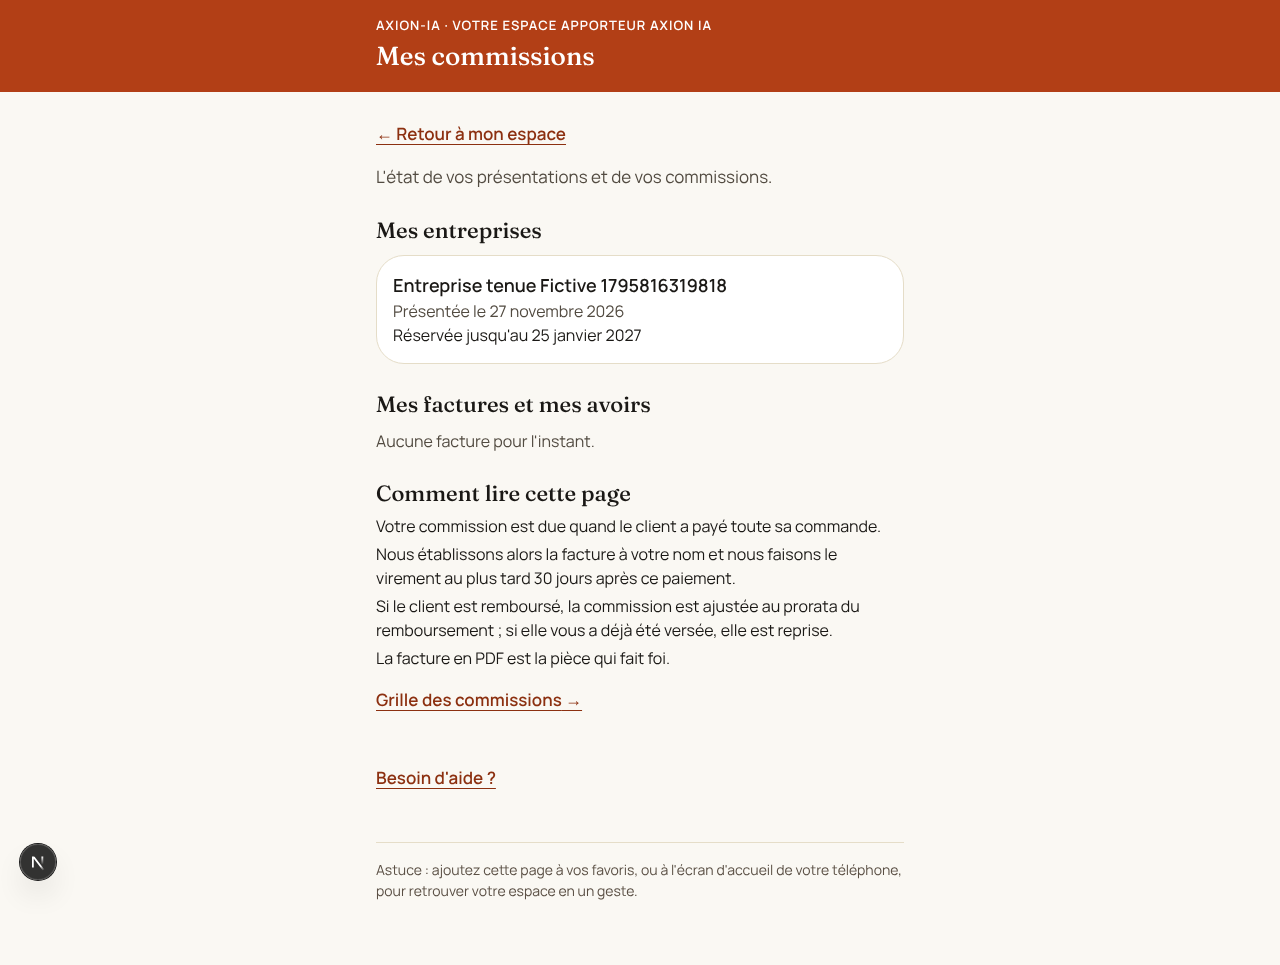 AXION-IA · VOTRE ESPACE APPORTEUR AXION IA
Mes commissions
← Retour à mon espace
L'état de vos présentations et de vos commissions.
Mes entreprises
Entreprise tenue Fictive 1795816319818
Présentée le 27 novembre 2026
Réservée jusqu'au 25 janvier 2027
Mes factures et mes avoirs
Aucune facture pour l'instant.
Comment lire cette page
Votre commission est due quand le client a payé toute sa commande.
Nous établissons alors la facture à votre nom et nous faisons le
virement au plus tard 30 jours après ce paiement.
Si le client est remboursé, la commission est ajustée au prorata du
remboursement ; si elle vous a déjà été versée, elle est reprise.
La facture en PDF est la pièce qui fait foi.
Grille des commissions →
Besoin d'aide ?
N
Astuce : ajoutez cette page à vos favoris, ou à l'écran d'accueil de votre téléphone,
pour retrouver votre espace en un geste.